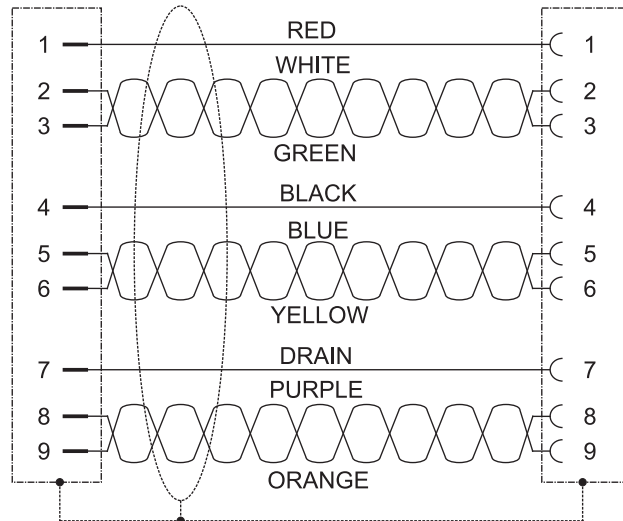 1 RED 1
WHITE
2 2
3 3
GREEN
4 BLACK 4
BLUE
5 5
6 6
YELLOW
7 DRAIN 7
PURPLE
8 8
9 9
ORANGE